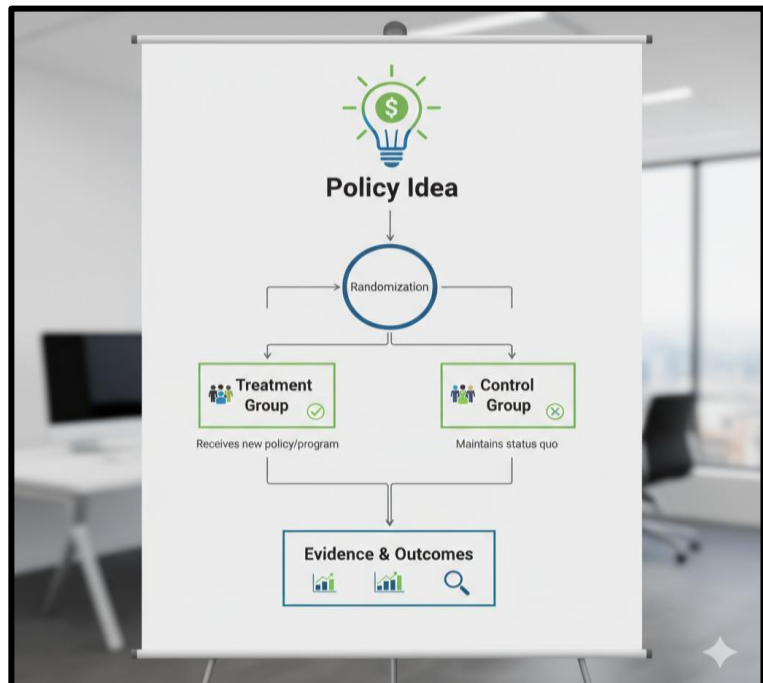 $
Policy Idea
Randomization
Treatment
Group
Control
Group
Receives new policy/program
Maintains status quo
Evidence & Outcomes